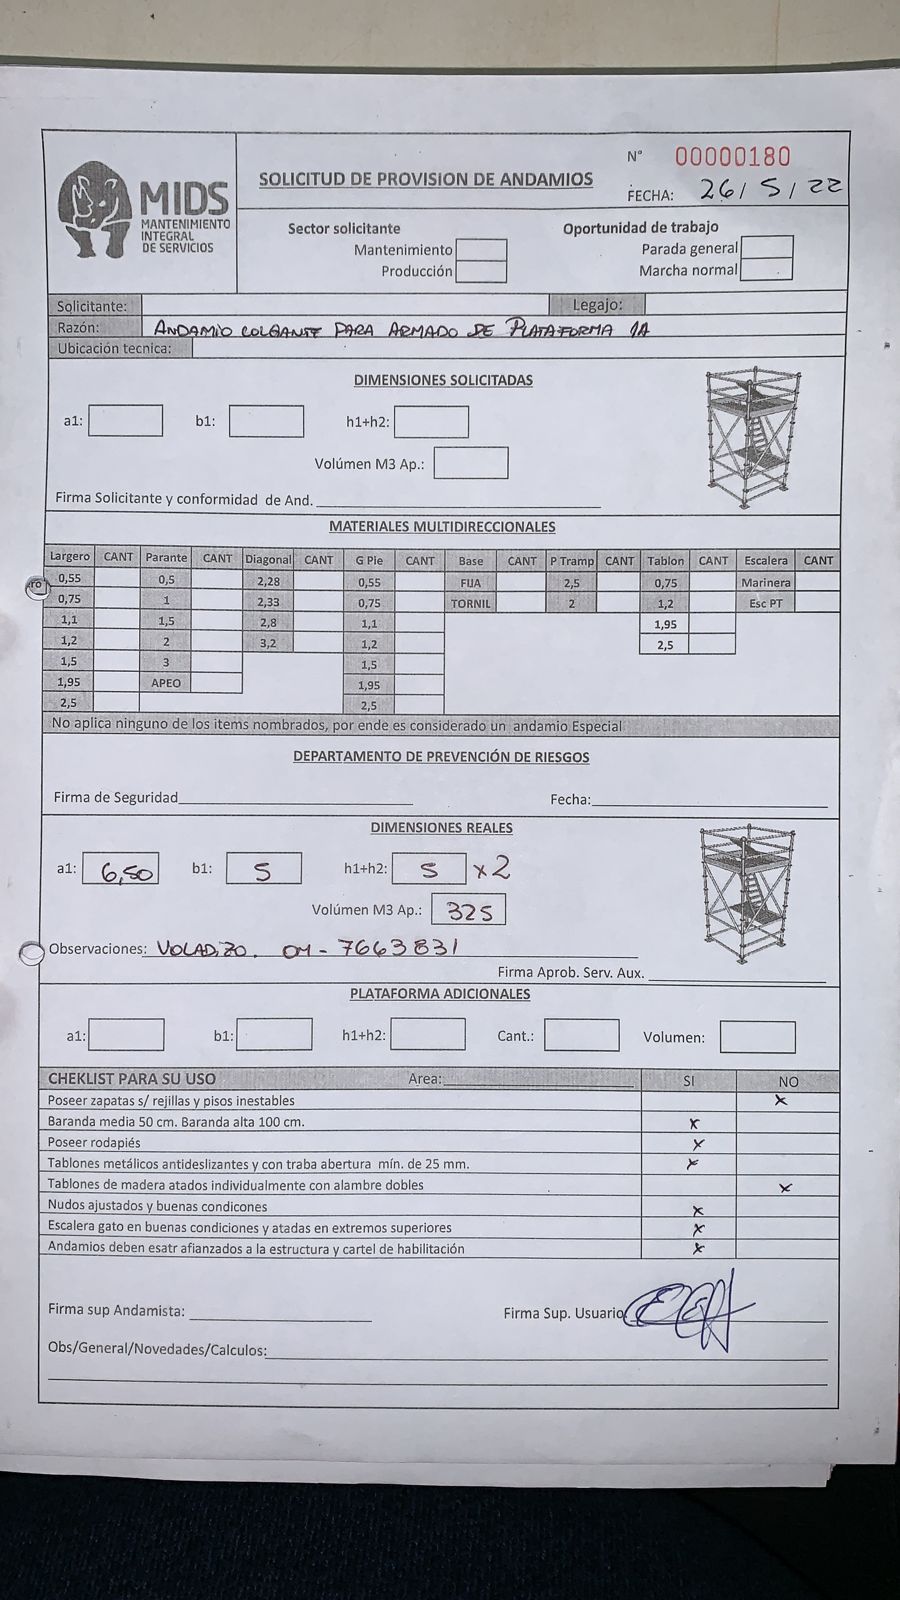 MIDS
MANTENIMIENTO
INTEGRAL
DE SERVICIOS
SOLICITUD DE PROVISION DE ANDAMIOS
N° 00000180
FECHA: 26/5/22
Sector solicitante
Mantenimiento
Producción
Oportunidad de trabajo
Parada general
Marcha normal
Solicitante: Legajo:
Razón: ANDAMIO COLGANTE PARA ARMADO DE PLATAFORMA 1A
Ubicación tecnica:
DIMENSIONES SOLICITADAS
a1: b1: h1+h2:
Volúmen M3 Ap.:
Firma Solicitante y conformidad de And.
MATERIALES MULTIDIRECCIONALES
Largero CANT Parante CANT Diagonal CANT G Pie CANT Base CANT P Tramp CANT Tablon CANT Escalera CANT
0,55 0,5 2,28 0,55 FIJA 2,5 0,75 Marinera
0,75 1 2,33 0,75 TORNIL 2 1,2 Esc PT
1,1 1,5 2,8 1,1 1,95
1,2 2 3,2 1,2 2,5
1,5 3 1,5
1,95 APEO 1,95
2,5 2,5
No aplica ninguno de los items nombrados, por ende es considerado un andamio Especial
DEPARTAMENTO DE PREVENCIÓN DE RIESGOS
Firma de Seguridad Fecha:
DIMENSIONES REALES
a1: 6,50 b1: 5 h1+h2: 5 x2
Volúmen M3 Ap.: 325
Observaciones: VOLADIZO. 04-7663831
Firma Aprob. Serv. Aux.
PLATAFORMA ADICIONALES
a1: b1: h1+h2: Cant.: Volumen:
CHEKLIST PARA SU USO Area: SI NO
Poseer zapatas s/ rejillas y pisos inestables x
Baranda media 50 cm. Baranda alta 100 cm. x
Poseer rodapiés x
Tablones metálicos antideslizantes y con traba abertura mín. de 25 mm. x
Tablones de madera atados individualmente con alambre dobles x
Nudos ajustados y buenas condicones x
Escalera gato en buenas condiciones y atadas en extremos superiores x
Andamios deben esatr afianzados a la estructura y cartel de habilitación x
Firma sup Andamista: Firma Sup. Usuario
Obs/General/Novedades/Calculos: